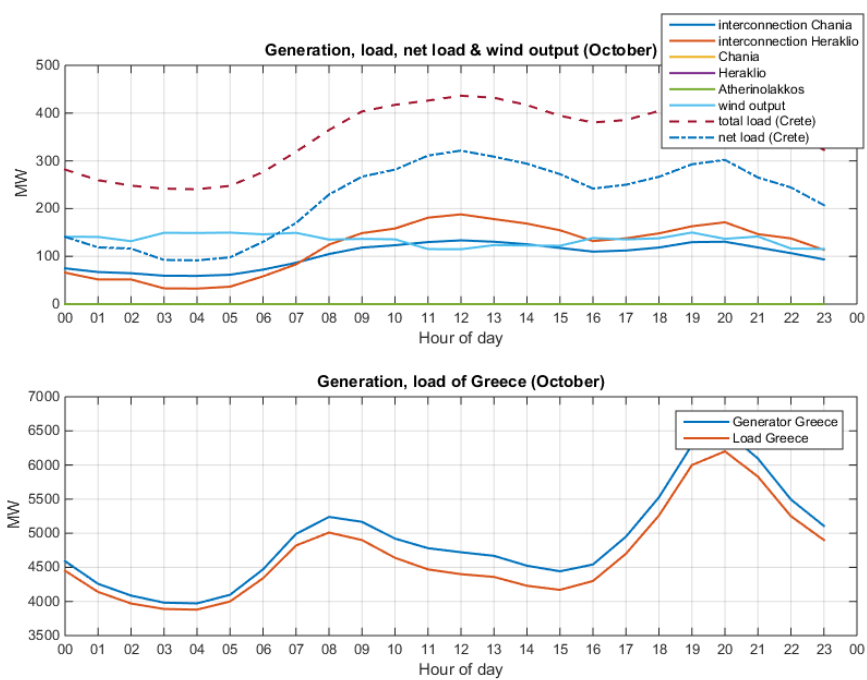 Generation, load, net load & wind output (October)
interconnection Chania
interconnection Heraklio
Chania
Heraklio
Atherinolakkos
wind output
total load (Crete)
net load (Crete)
500
400
300
200
100
0
MW
00 01 02 03 04 05 06 07 08 09 10 11 12 13 14 15 16 17 18 19 20 21 22 23 00
Hour of day
Generation, load of Greece (October)
Generator Greece
Load Greece
7000
6500
6000
5500
5000
4500
4000
3500
MW
00 01 02 03 04 05 06 07 08 09 10 11 12 13 14 15 16 17 18 19 20 21 22 23 00
Hour of day